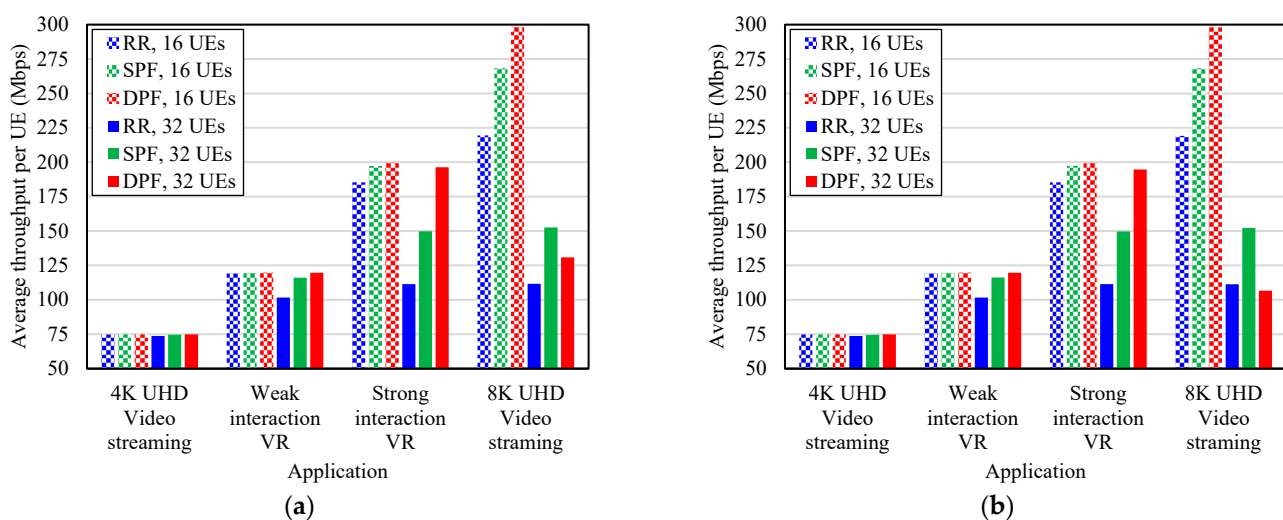 Average throughput per UE (Mbps)
300
275
250
225
200
175
150
125
100
75
50
RR, 16 UEs
SPF, 16 UEs
DPF, 16 UEs
RR, 32 UEs
SPF, 32 UEs
DPF, 32 UEs
4K UHD
Video
streaming
Weak
interaction
VR
Strong
interaction
VR
8K UHD
Video
straming
Application
(a)
Average throughput per UE (Mbps)
300
275
250
225
200
175
150
125
100
75
50
RR, 16 UEs
SPF, 16 UEs
DPF, 16 UEs
RR, 32 UEs
SPF, 32 UEs
DPF, 32 UEs
4K UHD
Video
streaming
Weak
interaction
VR
Strong
interaction
VR
8K UHD
Video
straming
Application
(b)